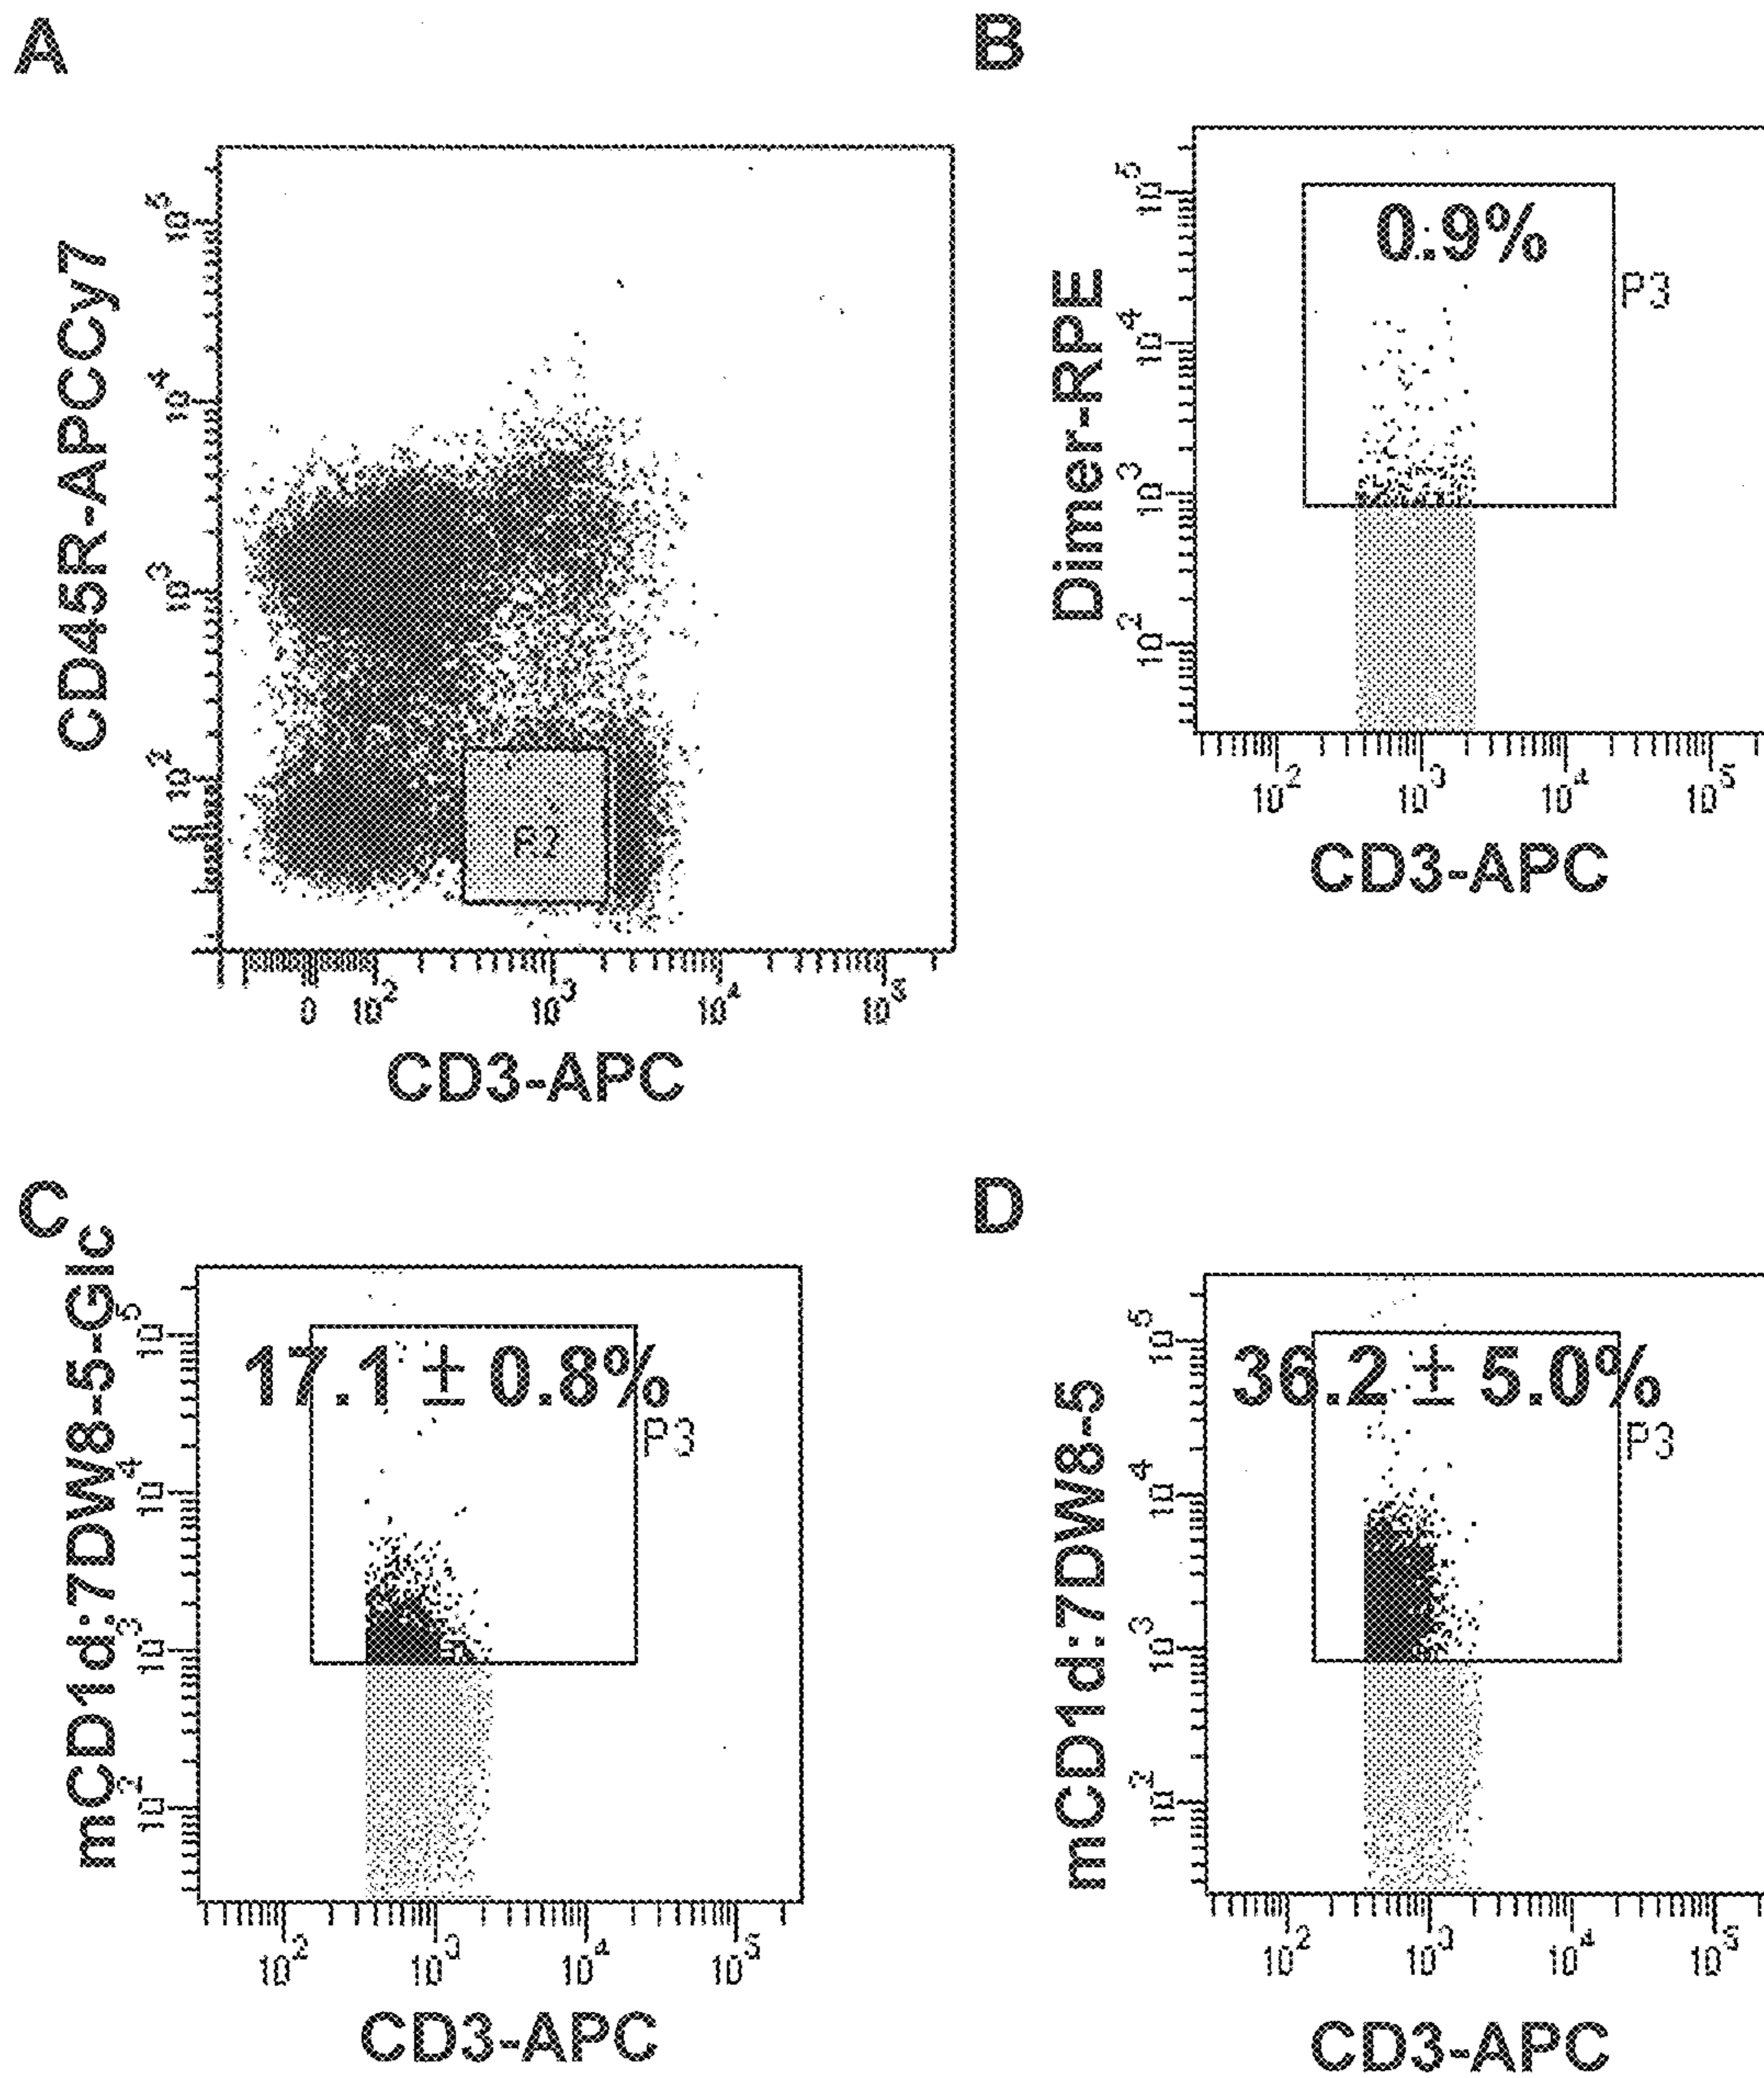 A
CD45R-APCCy7
10^5
10^4
10^3
10^2
0
P2
0 10^2 10^3 10^4 10^5
CD3-APC
B
Dimer-RPE
10^5
10^4
10^3
10^2
0.9%
P3
10^2 10^3 10^4 10^5
CD3-APC
C
mCD1d:7DW8-5-Glc
10^5
10^4
10^3
10^2
17.1 ± 0.8%
P3
10^2 10^3 10^4 10^5
CD3-APC
D
mCD1d:7DW8-5
10^5
10^4
10^3
10^2
36.2 ± 5.0%
P3
10^2 10^3 10^4 10^5
CD3-APC